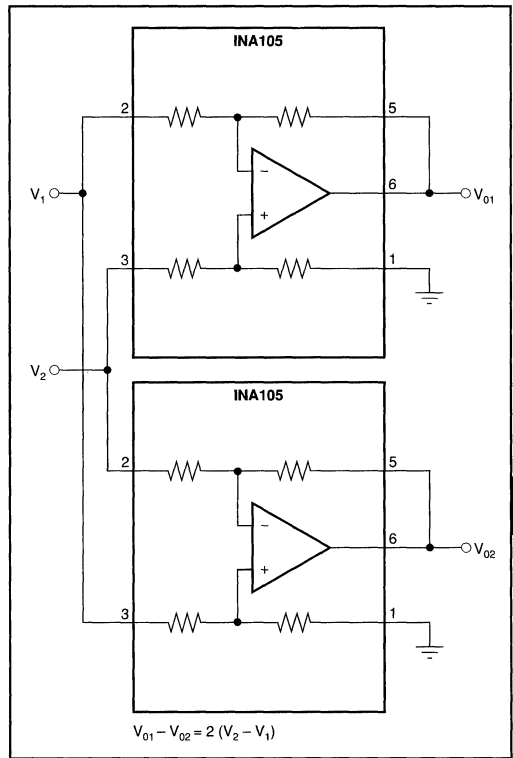 INA105
2
5
V₁
−
6
V₀₁
+
3
1
V₂
INA105
2
5
−
6
V₀₂
+
3
1
V₀₁ − V₀₂ = 2 (V₂ − V₁)